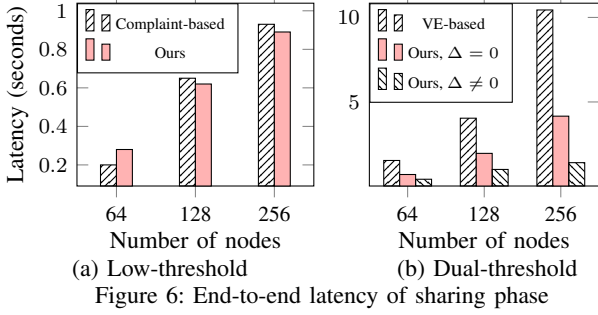 Latency (seconds)
1
0.8
0.6
0.4
0.2
Complaint-based
Ours
64
128
256
Number of nodes
(a) Low-threshold
10
5
VE-based
Ours, Δ = 0
Ours, Δ ≠ 0
64
128
256
Number of nodes
(b) Dual-threshold
Figure 6: End-to-end latency of sharing phase